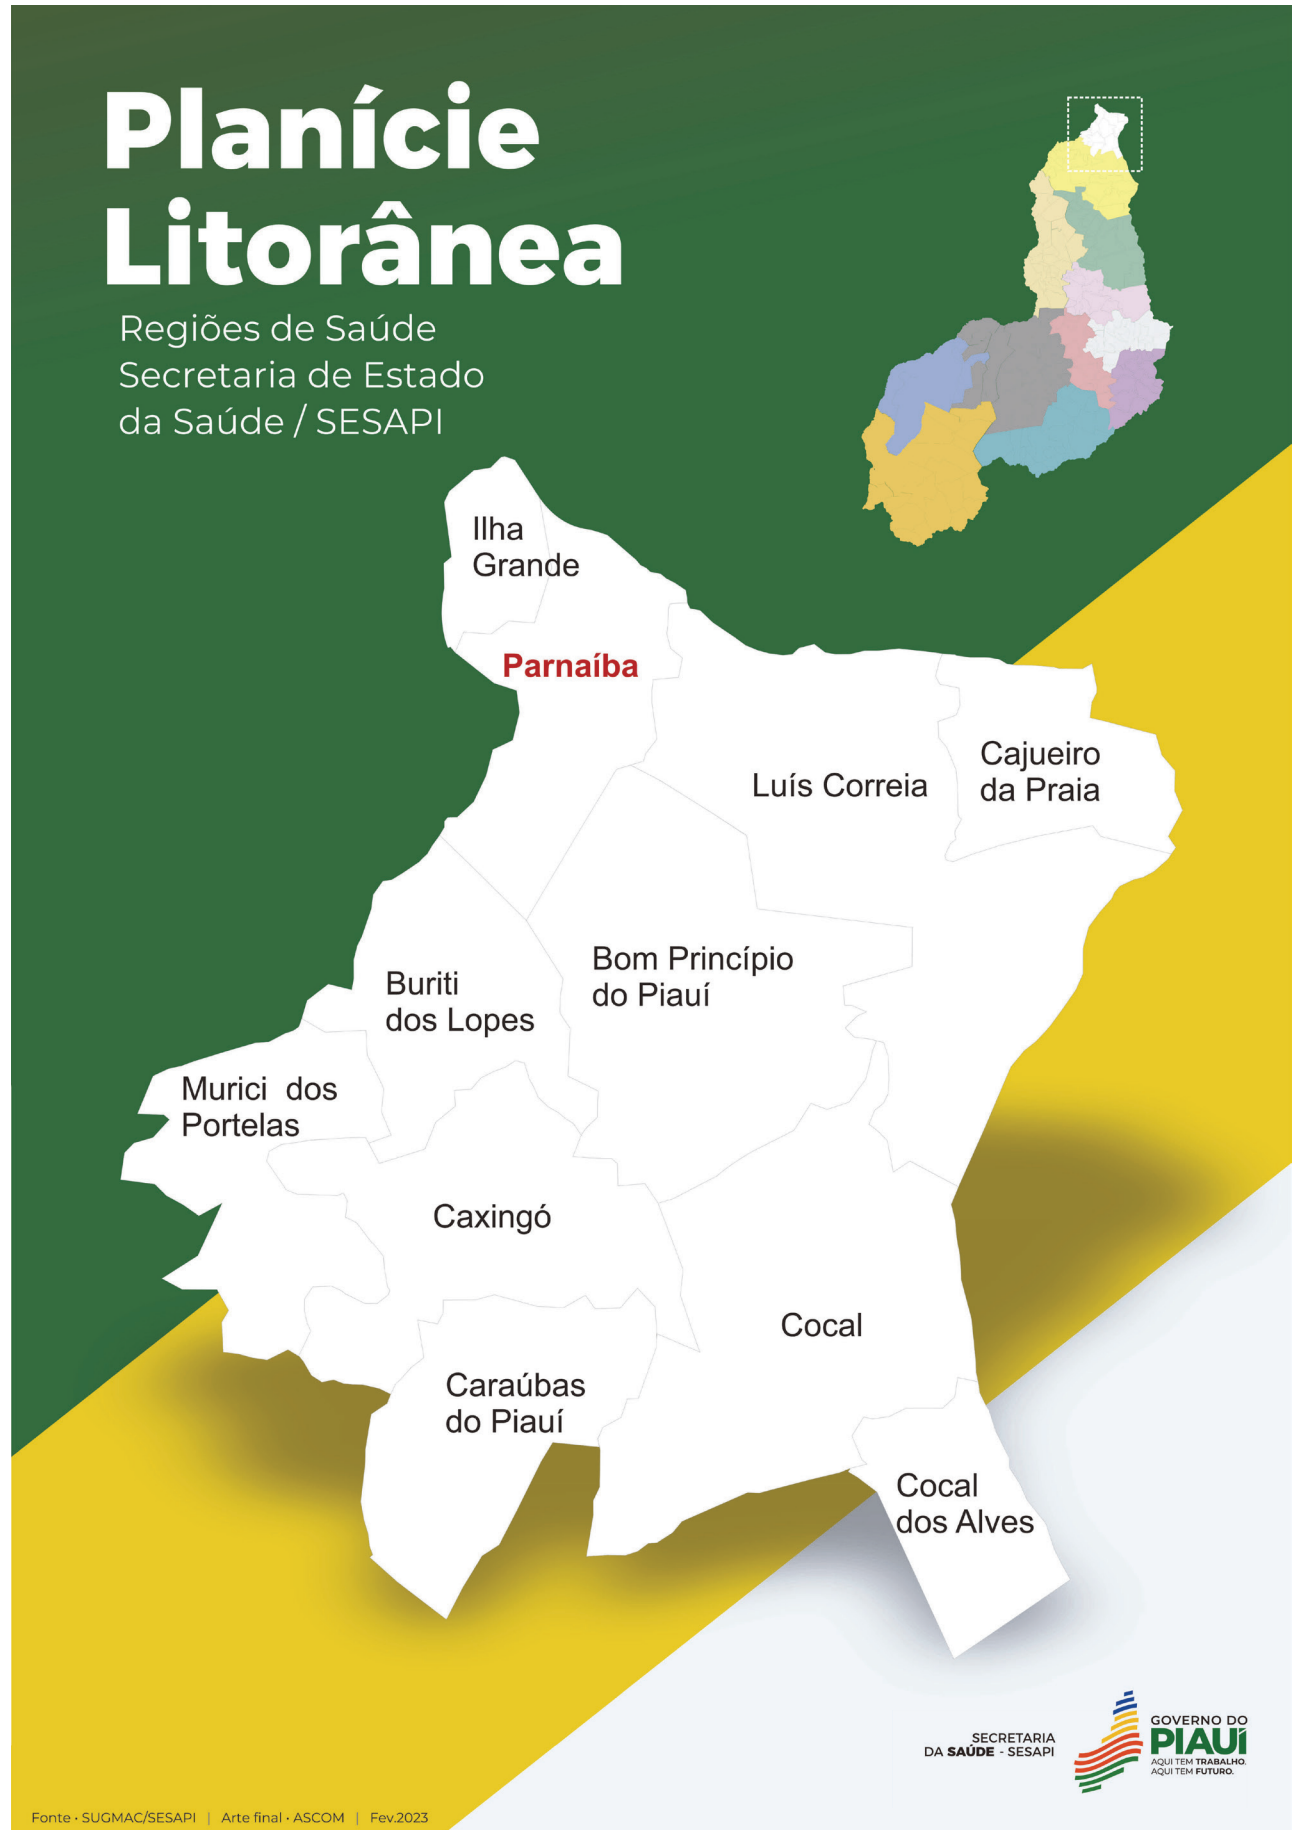 Planície
Litorânea
Regiões de Saúde
Secretaria de Estado
da Saúde / SESAPI
Ilha
Grande
Parnaíba
Luís Correia
Cajueiro
da Praia
Bom Princípio
do Piauí
Buriti
dos Lopes
Murici dos
Portelas
Caxingó
Cocal
Caraúbas
do Piauí
Cocal
dos Alves
SECRETARIA
DA SAÚDE - SESAPI
GOVERNO DO
PIAUÍ
AQUI TEM TRABALHO.
AQUI TEM FUTURO.
Fonte • SUGMAC/SESAPI | Arte final • ASCOM | Fev.2023